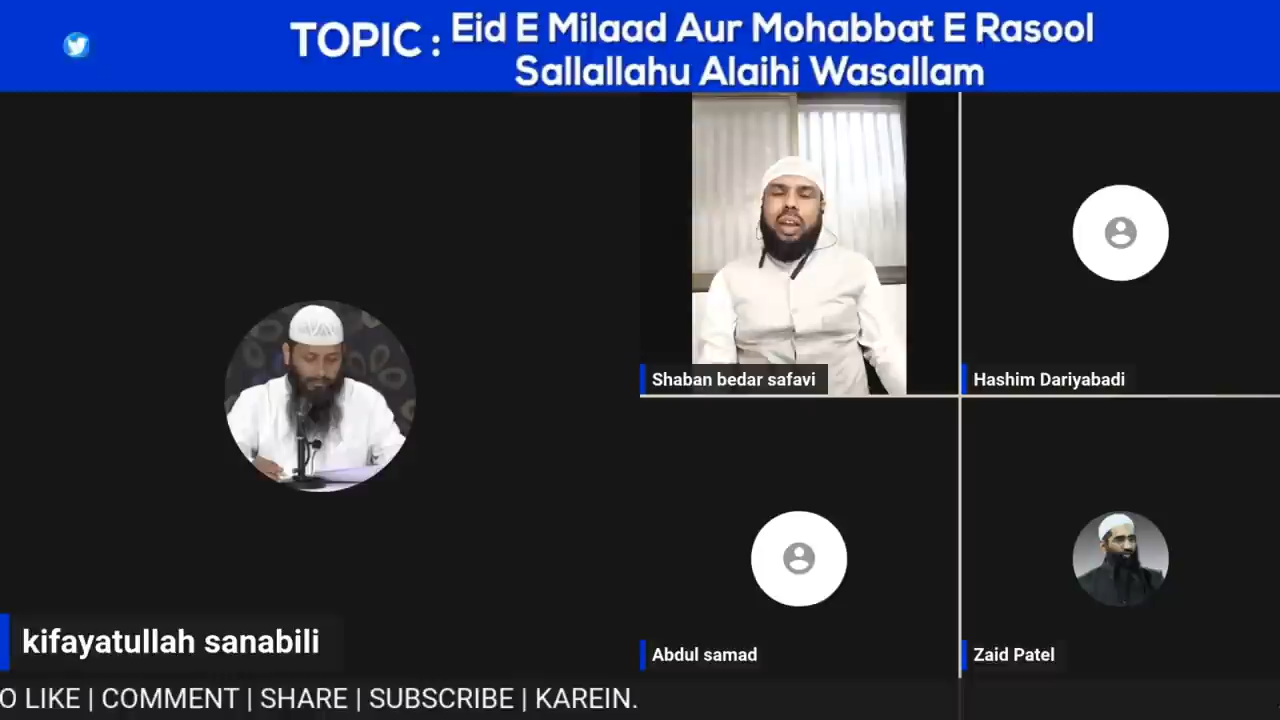 TOPIC : Eid E Milaad Aur Mohabbat E Rasool
Sallallahu Alaihi Wasallam
Shaban bedar safavi
Hashim Dariyabadi
kifayatullah sanabili
Abdul samad
Zaid Patel
O LIKE | COMMENT | SHARE | SUBSCRIBE | KAREIN.